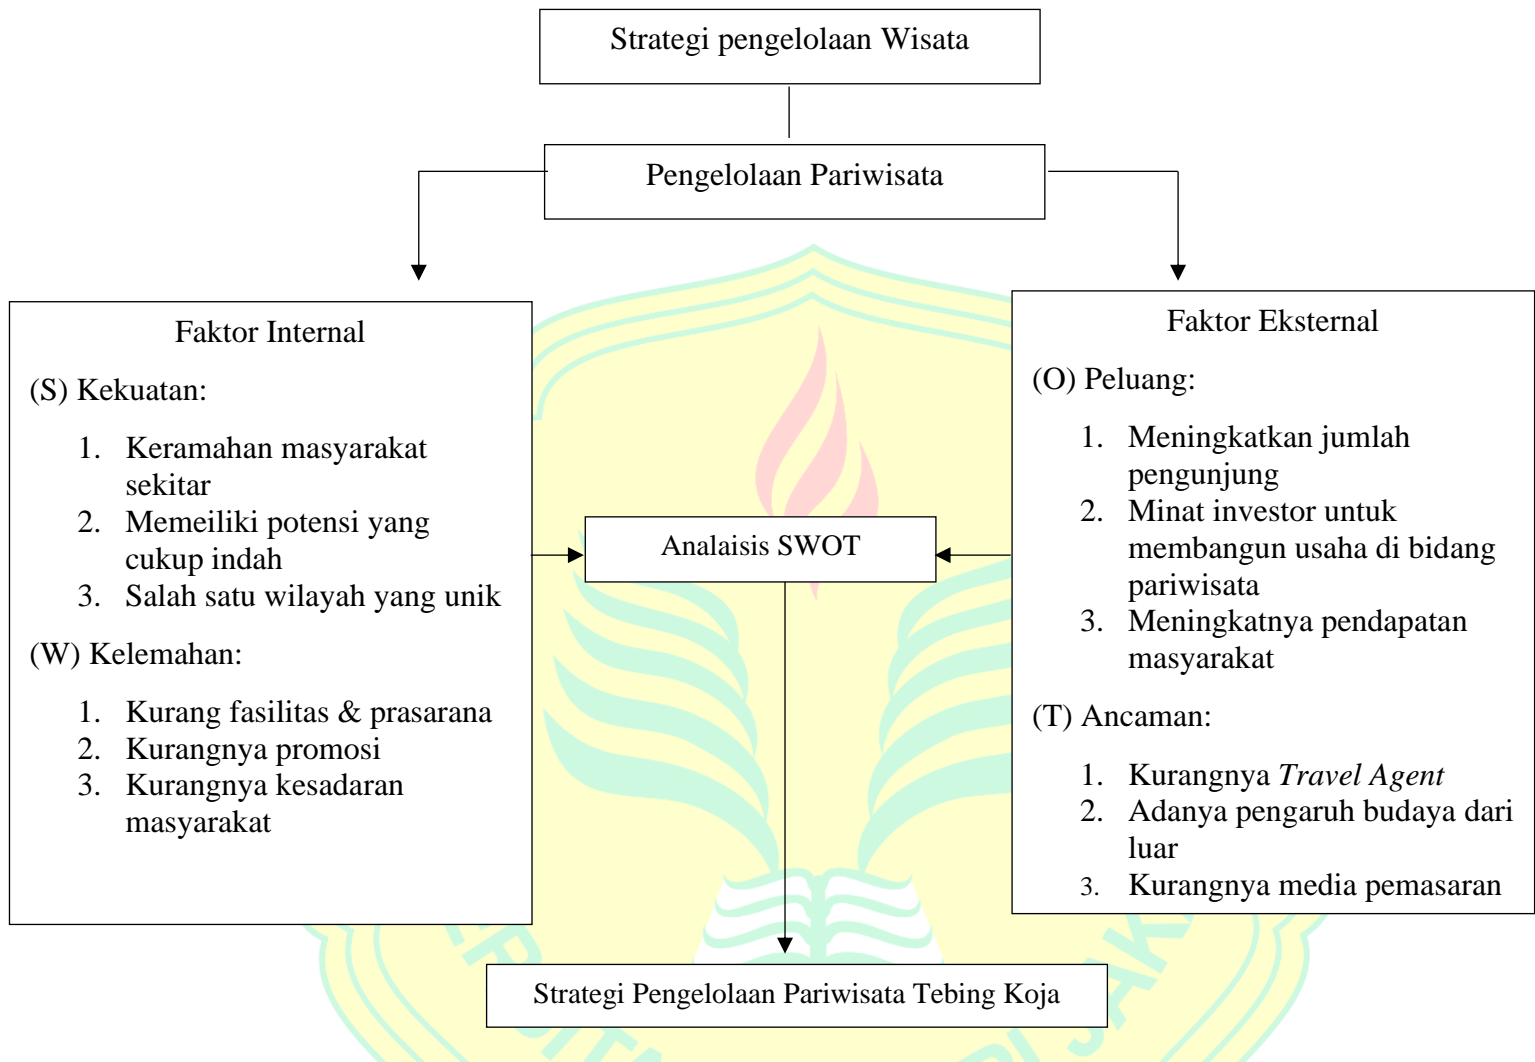 Strategi pengelolaan Wisata
Pengelolaan Pariwisata
Faktor Internal
(S) Kekuatan:
1. Keramahan masyarakat
sekitar
2. Memeiliki potensi yang
cukup indah
3. Salah satu wilayah yang unik
(W) Kelemahan:
1. Kurang fasilitas & prasarana
2. Kurangnya promosi
3. Kurangnya kesadaran
masyarakat
Analaisis SWOT
Faktor Eksternal
(O) Peluang:
1. Meningkatkan jumlah
pengunjung
2. Minat investor untuk
membangun usaha di bidang
pariwisata
3. Meningkatnya pendapatan
masyarakat
(T) Ancaman:
1. Kurangnya Travel Agent
2. Adanya pengaruh budaya dari
luar
3. Kurangnya media pemasaran
Strategi Pengelolaan Pariwisata Tebing Koja